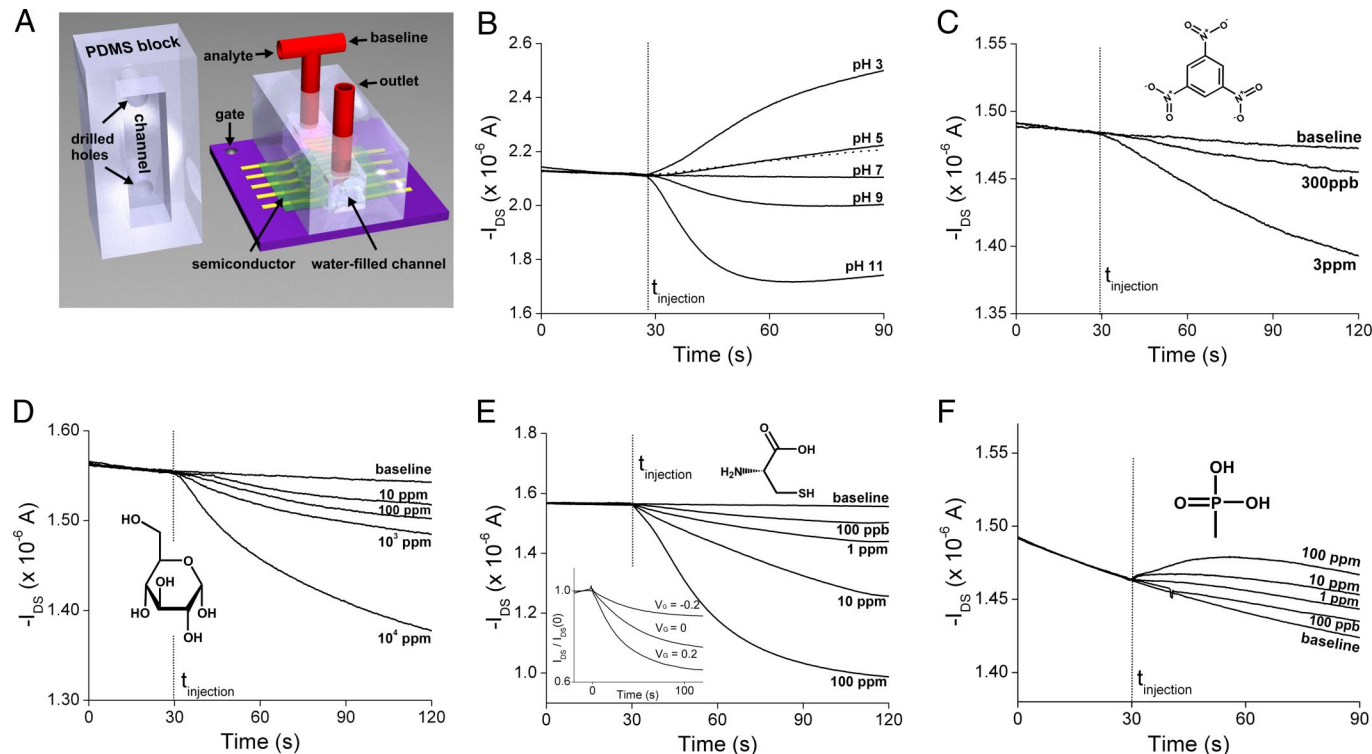 A
PDMS block
channel
drilled
holes
analyte
baseline
outlet
gate
semiconductor
water-filled channel
B
-I_DS (x 10^-6 A)
2.6
2.4
2.2
2.0
1.8
1.6
pH 3
pH 5
pH 7
pH 9
pH 11
t_injection
0
30
60
90
Time (s)
C
-I_DS (x 10^-6 A)
1.55
1.50
1.45
1.40
1.35
O
N+
O-
-O
N+
O
N+
O
O-
baseline
300ppb
3ppm
t_injection
0
30
60
90
120
Time (s)
D
-I_DS (x 10^-6 A)
1.60
1.50
1.40
1.30
baseline
10 ppm
100 ppm
10^3 ppm
10^4 ppm
HO
O
OH
HO
OH
OH
t_injection
0
30
60
90
120
Time (s)
E
-I_DS (x 10^-6 A)
1.8
1.6
1.4
1.2
1.0
t_injection
O
OH
H2N
SH
baseline
100 ppb
1 ppm
10 ppm
100 ppm
I_DS / I_DS(0)
1.0
0.6
V_G = -0.2
V_G = 0
V_G = 0.2
0
100
Time (s)
0
30
60
90
120
Time (s)
F
-I_DS (x 10^-6 A)
1.55
1.50
1.45
1.40
OH
O=P-OH
100 ppm
10 ppm
1 ppm
100 ppb
baseline
t_injection
0
30
60
90
Time (s)